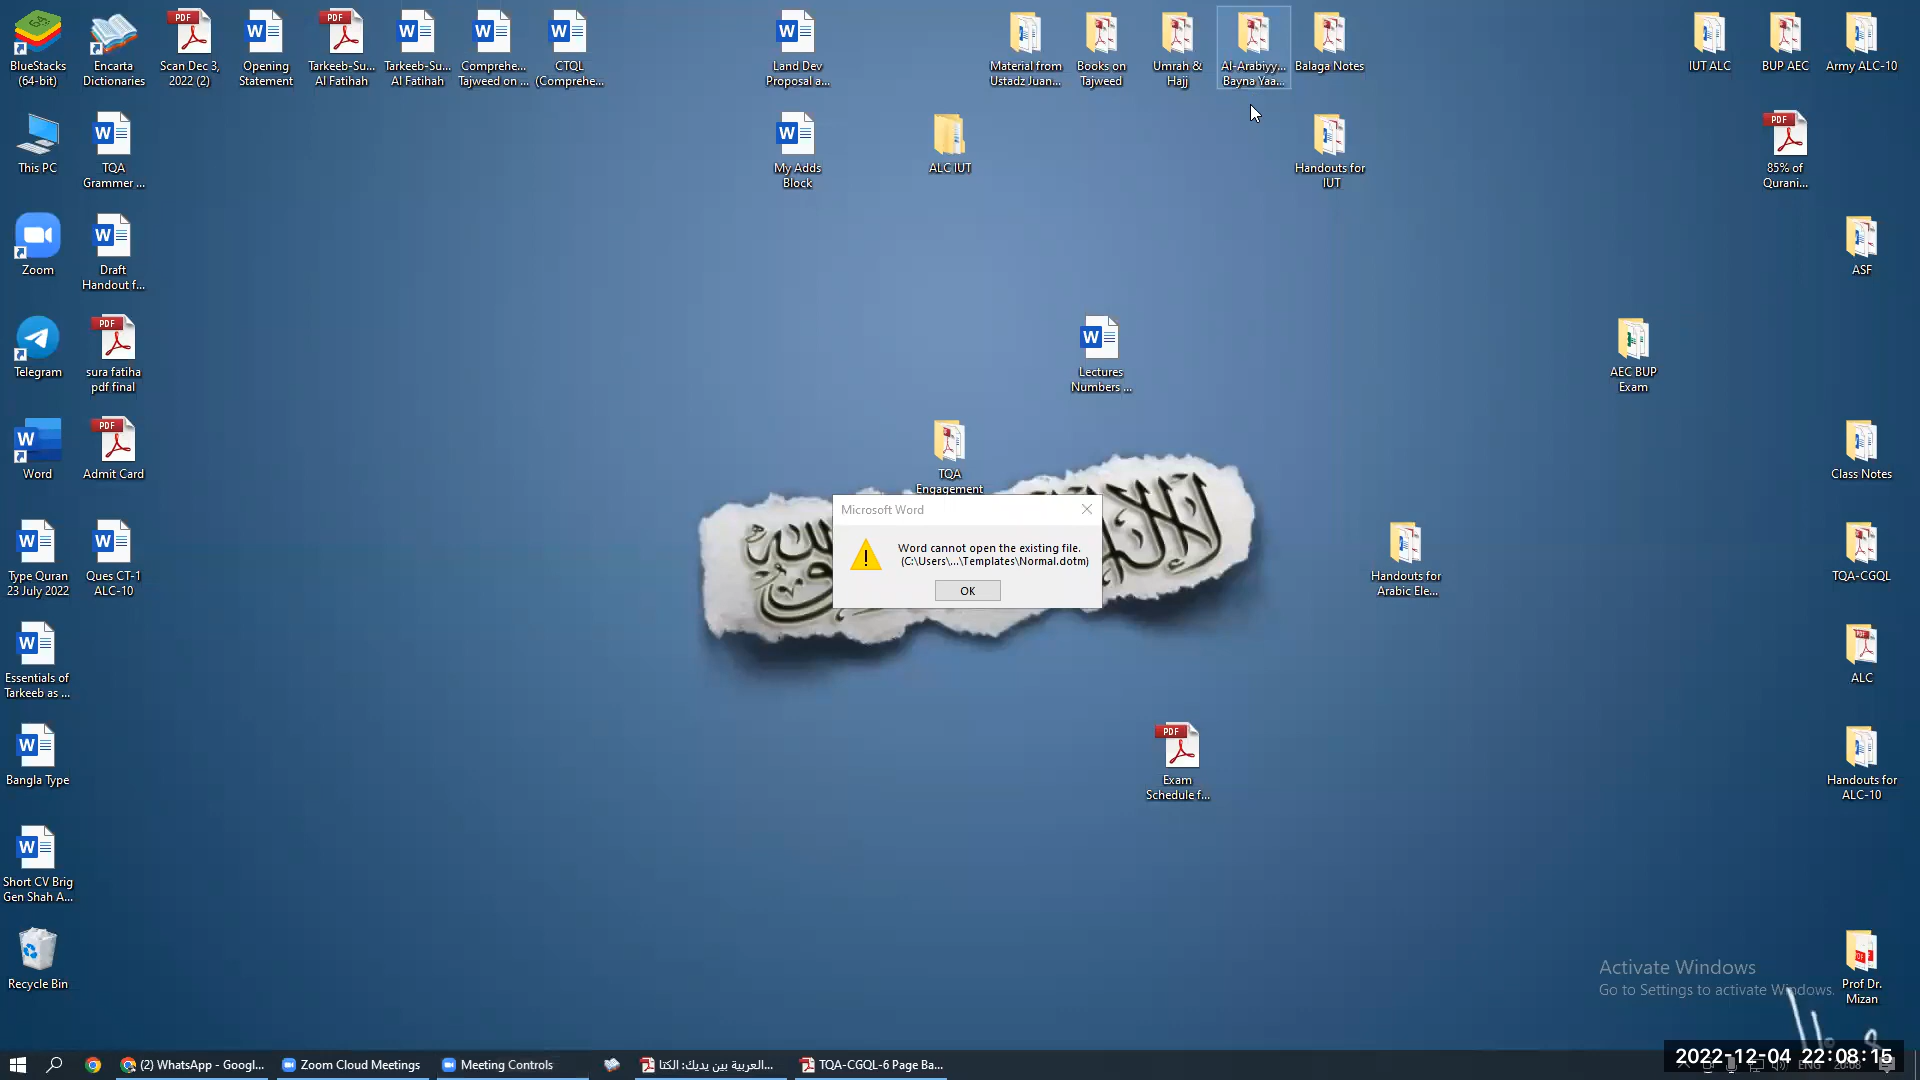 BlueStacks
(64-bit)
Encarta
Dictionaries
Scan Dec 3,
2022 (2)
Opening
Statement
Tarkeeb-Su...
Al Fatihah
Tarkeeb-Su...
Al Fatihah
Comprehe...
Tajweed on ...
CTQL
(Comprehe...
Land Dev
Proposal a...
Material from
Ustadz Juan...
Books on
Tajweed
Umrah &
Hajj
Al-Arabiyy...
Bayna Yaa...
Balaga Notes
IUT ALC
BUP AEC
Army ALC-10
This PC
TQA
Grammer ...
My Adds
Block
ALC IUT
Handouts for
IUT
85% of
Qurani...
Zoom
Draft
Handout f...
ASF
Telegram
sura fatiha
pdf final
Lectures
Numbers ...
AEC BUP
Exam
Word
Admit Card
TQA
Engagement
Class Notes
Microsoft Word
Word cannot open the existing file.
(C:\Users\...\Templates\Normal.dotm)
OK
Type Quran
23 July 2022
Ques CT-1
ALC-10
Handouts for
Arabic Ele...
TQA-CGQL
Essentials of
Tarkeeb as ...
ALC
Bangla Type
Exam
Schedule f...
Handouts for
ALC-10
Short CV Brig
Gen Shah A...
Recycle Bin
Activate Windows
Go to Settings to activate Windows.
Prof Dr.
Mizan
(2) WhatsApp - Googl...
Zoom Cloud Meetings
Meeting Controls
العربية بين يديك: الكتا...
TQA-CGQL-6 Page Ba...
2022-12-04 22:08:15